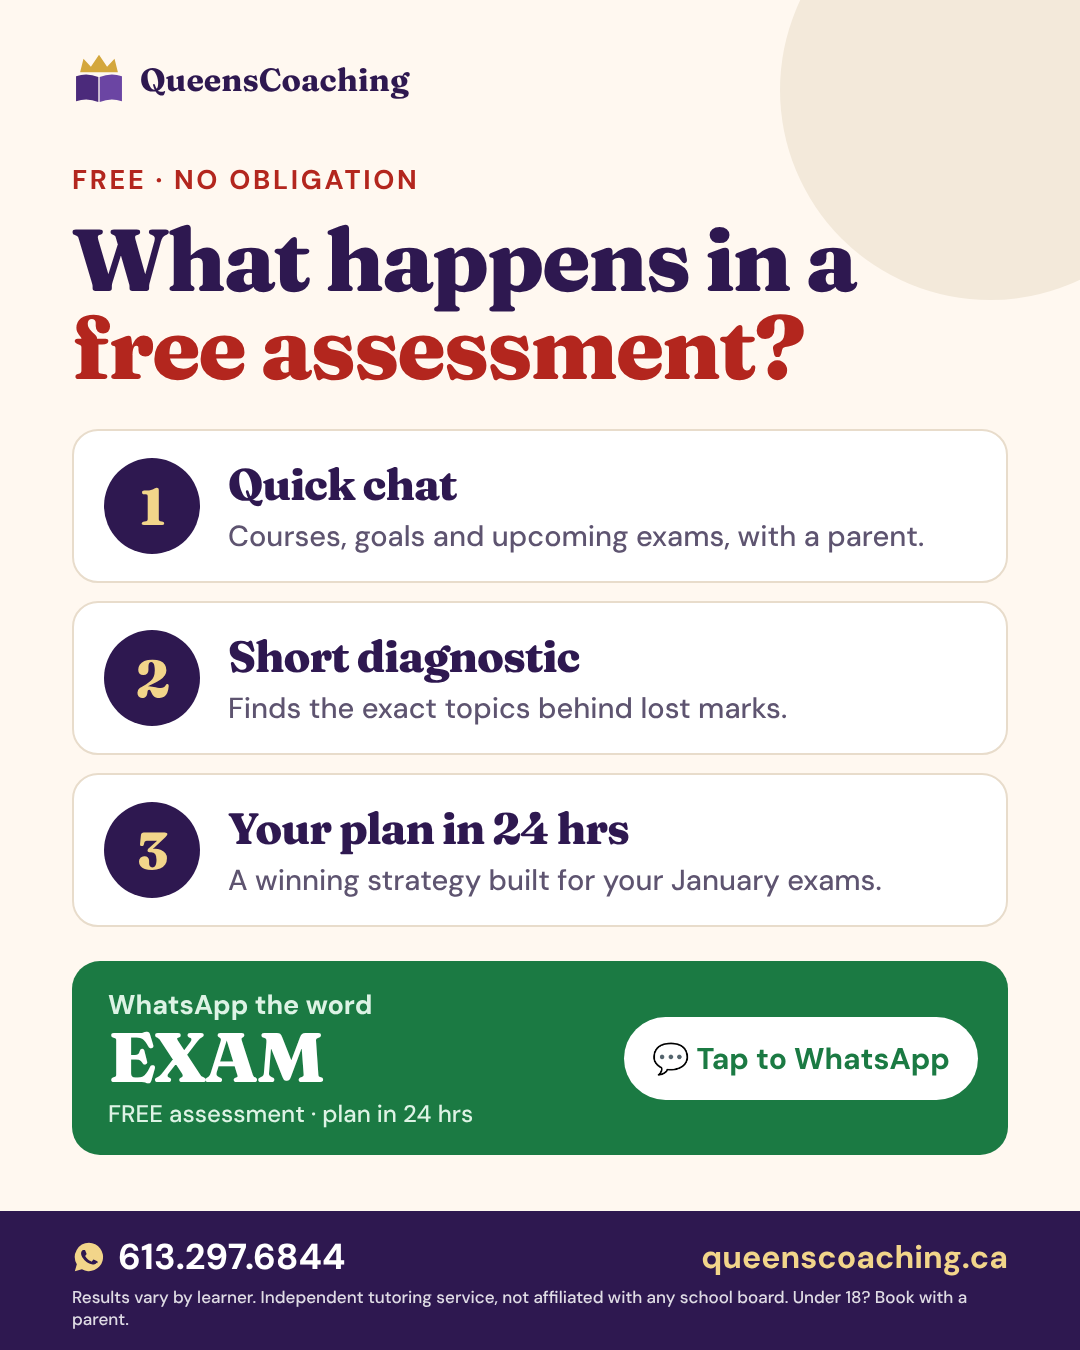 QueensCoaching
FREE · NO OBLIGATION
What happens in a
free assessment?
1
Quick chat
Courses, goals and upcoming exams, with a parent.
2
Short diagnostic
Finds the exact topics behind lost marks.
3
Your plan in 24 hrs
A winning strategy built for your January exams.
WhatsApp the word
EXAM
FREE assessment · plan in 24 hrs
💬 Tap to WhatsApp
613.297.6844
queenscoaching.ca
Results vary by learner. Independent tutoring service, not affiliated with any school board. Under 18? Book with a
parent.